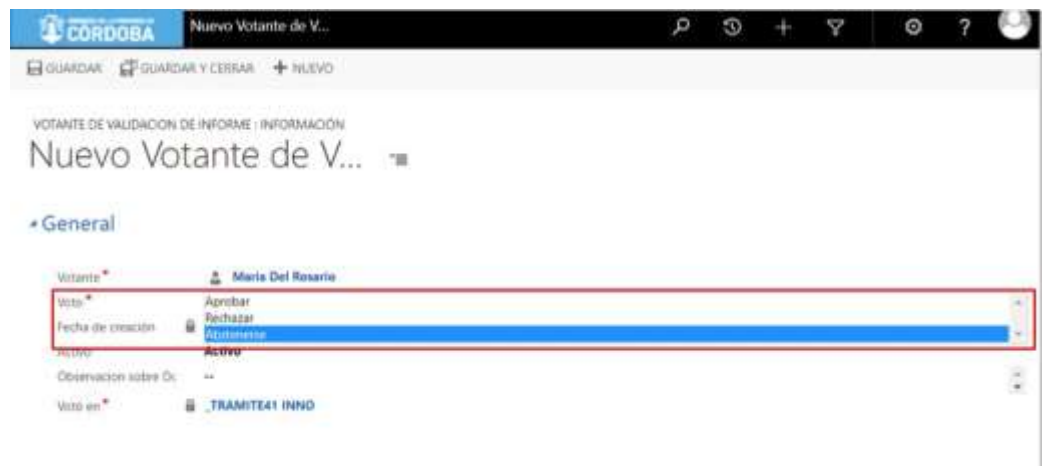 CÓRDOBA
Nuevo Votante de V...
?
GUARDAR GUARDAR Y CERRAR + NUEVO
VOTANTE DE VALIDACION DE INFORME : INFORMACIÓN
Nuevo Votante de V...
General
Votante * Maria Del Rosario
Voto * Aprobar
Rechazar
Fecha de creación
Abstenerse
Activo Activo
Observacion sobre Dc --
Votó en * _TRAMITE41 INNO